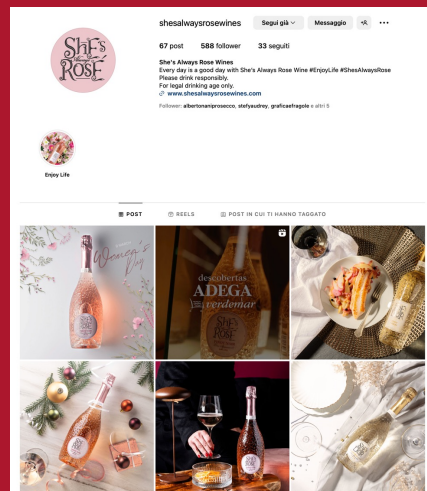 shesalwaysrosewines
Segui già
Messaggio
67 post
588 follower
33 seguiti
She's Always Rose Wines
Every day is a good day with She's Always Rose Wine #EnjoyLife #ShesAlwaysRose
Please drink responsibly.
For legal drinking age only.
www.shesalwaysrosewines.com
Follower: albertonaniprosecco, stefyaudrey, graficaefragole e altri 5
SHE'S
Always
ROSÉ
Enjoy Life
POST
REELS
POST IN CUI TI HANNO TAGGATO
Women's
Day
descobertas
ADEGA
verdemar
SHE'S
ROSÉ